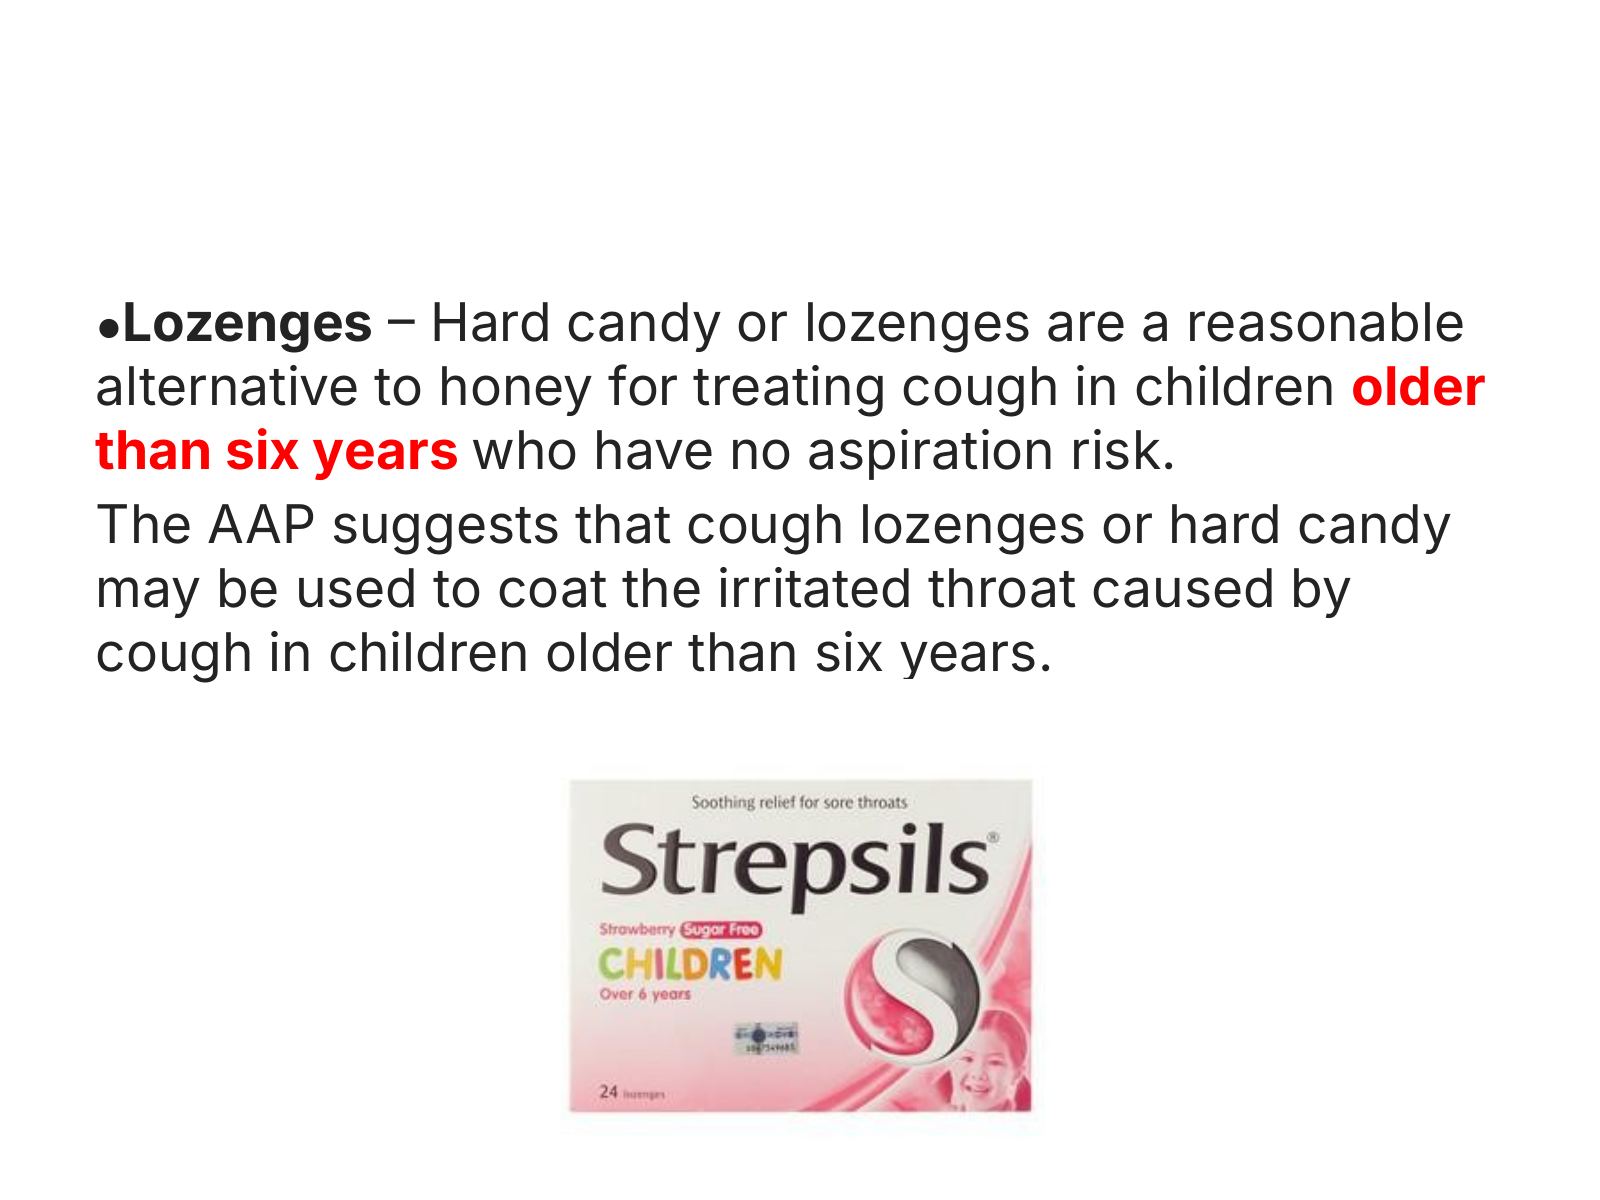 •Lozenges – Hard candy or lozenges are a reasonable
alternative to honey for treating cough in children older
than six years who have no aspiration risk.
The AAP suggests that cough lozenges or hard candy
may be used to coat the irritated throat caused by
cough in children older than six years.
Soothing relief for sore throats
Strepsils®
Strawberry Sugar Free
CHILDREN
Over 6 years
24 lozenges